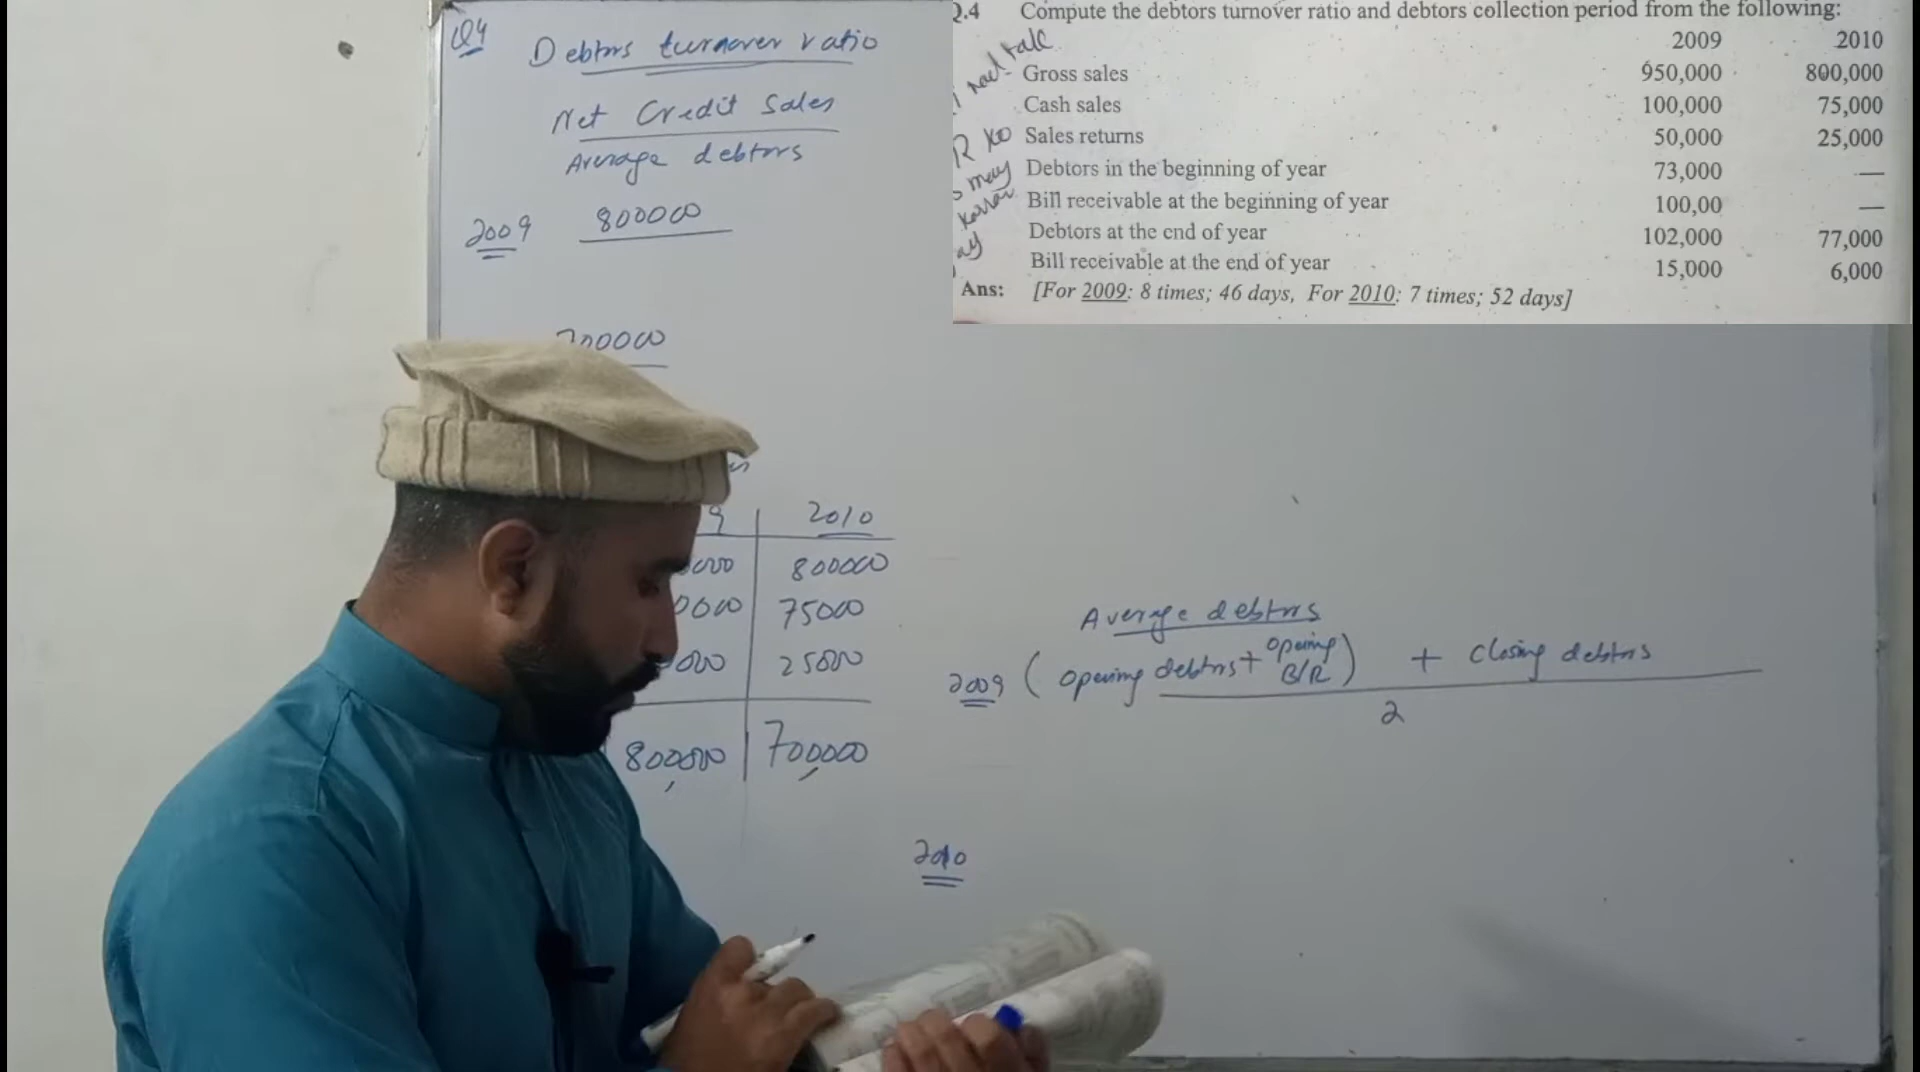 Q4
Debtors turnover ratio
Net Credit Sales
Average debtors
2009 800000
2010
800000
75000
25000
800000 700000
2.4 Compute the debtors turnover ratio and debtors collection period from the following:
2009 2010
Gross sales 950,000 800,000
Cash sales 100,000 75,000
Sales returns 50,000 25,000
Debtors in the beginning of year 73,000 —
Bill receivable at the beginning of year 100,00 —
Debtors at the end of year 102,000 77,000
Bill receivable at the end of year 15,000 6,000
Ans: [For 2009: 8 times; 46 days, For 2010: 7 times; 52 days]
Average debtors
2009 ( opening debtors + opening B/R ) + closing debtors
2
2010